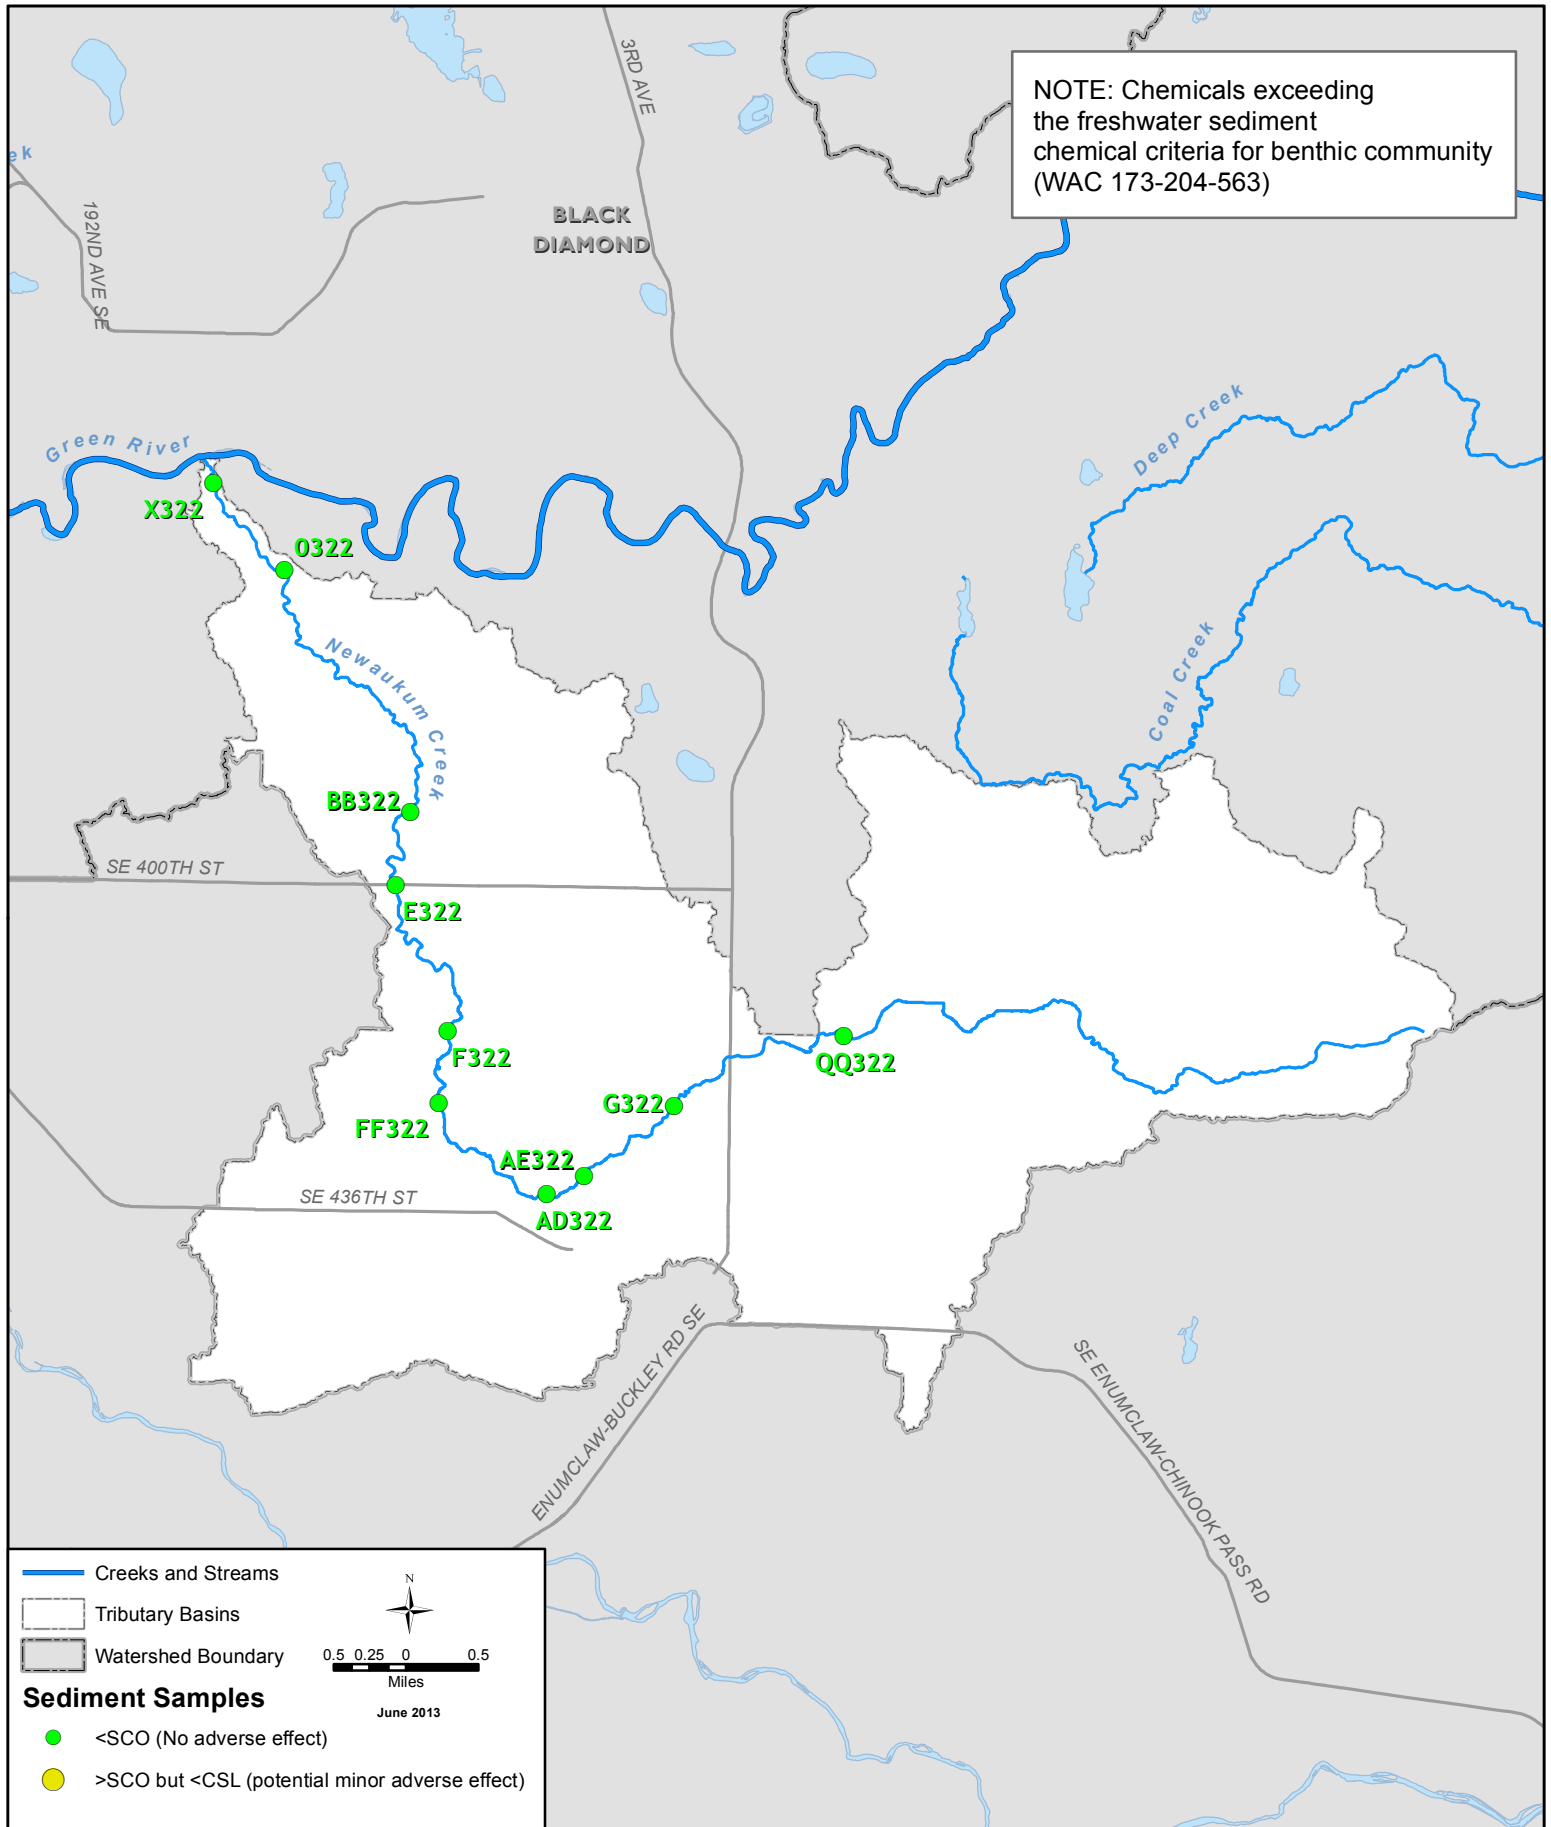 3RD AVE
NOTE: Chemicals exceeding
the freshwater sediment
chemical criteria for benthic community
(WAC 173-204-563)
ek
192ND AVE SE
BLACK
DIAMOND
Green River
Deep Creek
X322
0322
Newaukum Creek
Coal Creek
BB322
SE 400TH ST
E322
F322
QQ322
G322
FF322
AE322
SE 436TH ST
AD322
ENUMCLAW-BUCKLEY RD SE
SE ENUMCLAW-CHINOOK PASS RD
Creeks and Streams
Tributary Basins
Watershed Boundary
N
0.5 0.25 0 0.5
Miles
June 2013
Sediment Samples
<SCO (No adverse effect)
>SCO but <CSL (potential minor adverse effect)